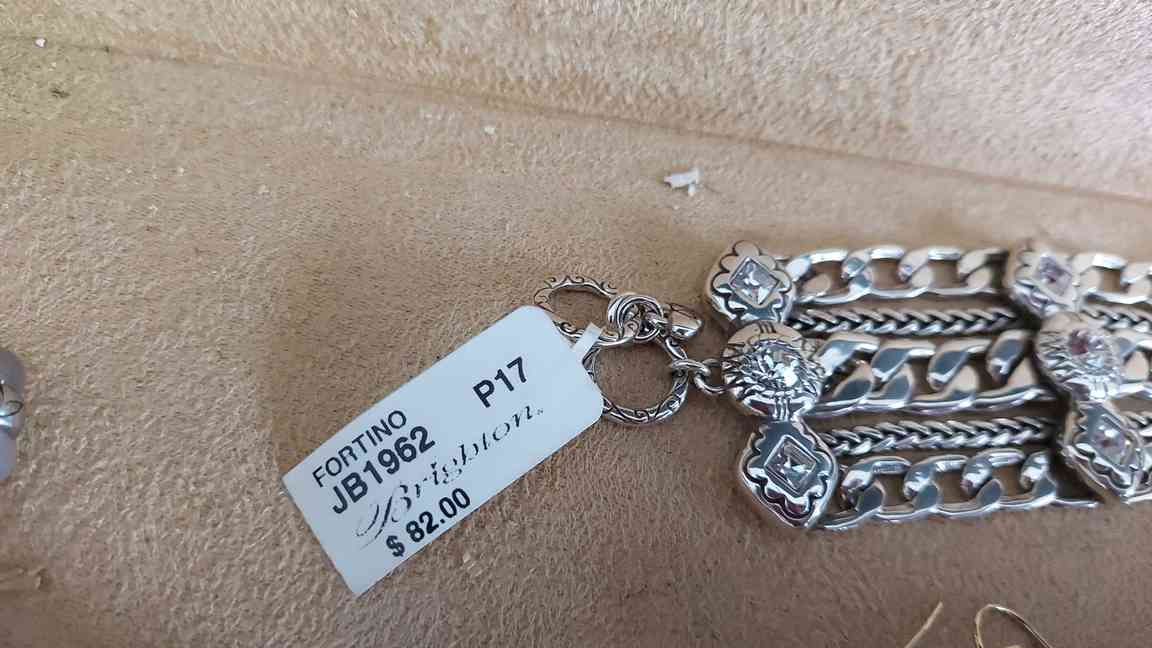 P17
FORTINO
JB1962
Brighton
$ 82.00